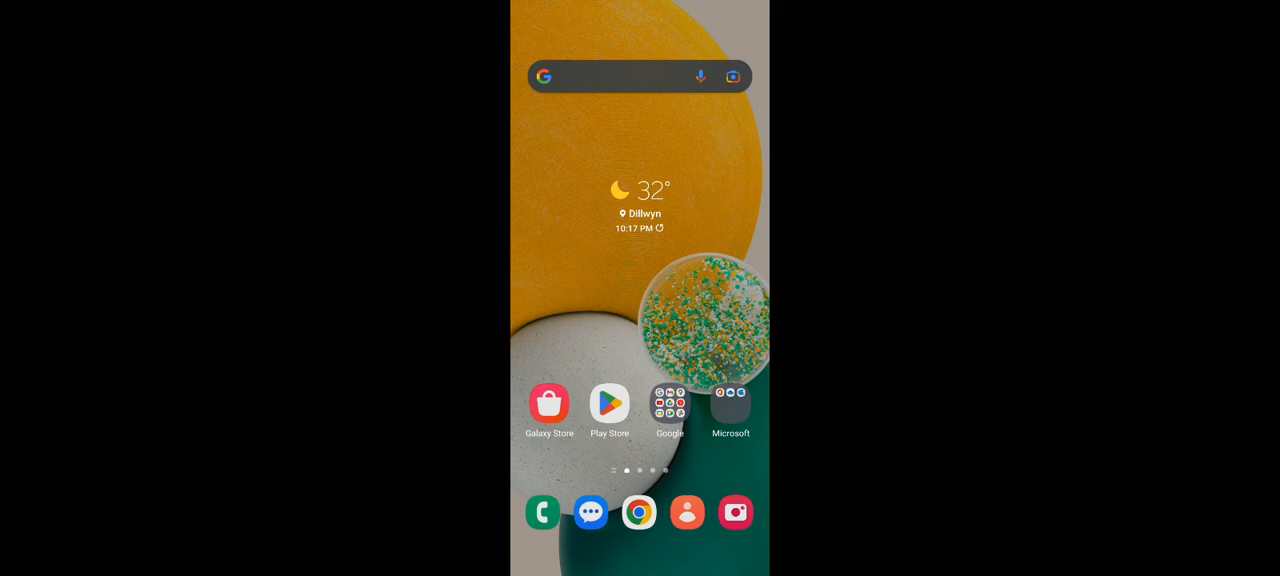 32°
Dillwyn
10:17 PM
Galaxy Store
Play Store
Google
Microsoft